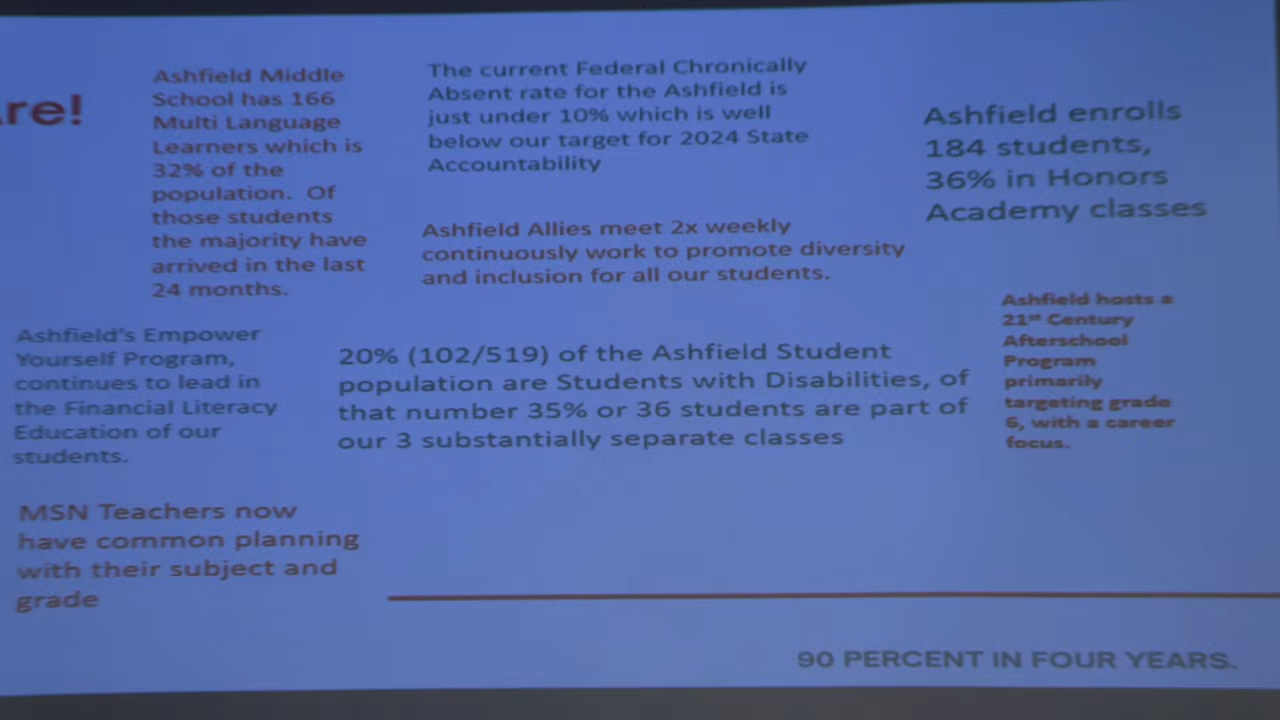 re!
Ashfield Middle
School has 166
Multi Language
Learners which is
32% of the
population. Of
those students
the majority have
arrived in the last
24 months.
The current Federal Chronically
Absent rate for the Ashfield is
just under 10% which is well
below our target for 2024 State
Accountability
Ashfield enrolls
184 students,
36% in Honors
Academy classes
Ashfield Allies meet 2x weekly
continuously work to promote diversity
and inclusion for all our students.
Ashfield hosts a
21st Century
Afterschool
Program
primarily
targeting grade
6, with a career
focus.
Ashfield's Empower
Yourself Program,
continues to lead in
the Financial Literacy
Education of our
students.
20% (102/519) of the Ashfield Student
population are Students with Disabilities, of
that number 35% or 36 students are part of
our 3 substantially separate classes
MSN Teachers now
have common planning
with their subject and
grade
90 PERCENT IN FOUR YEARS.